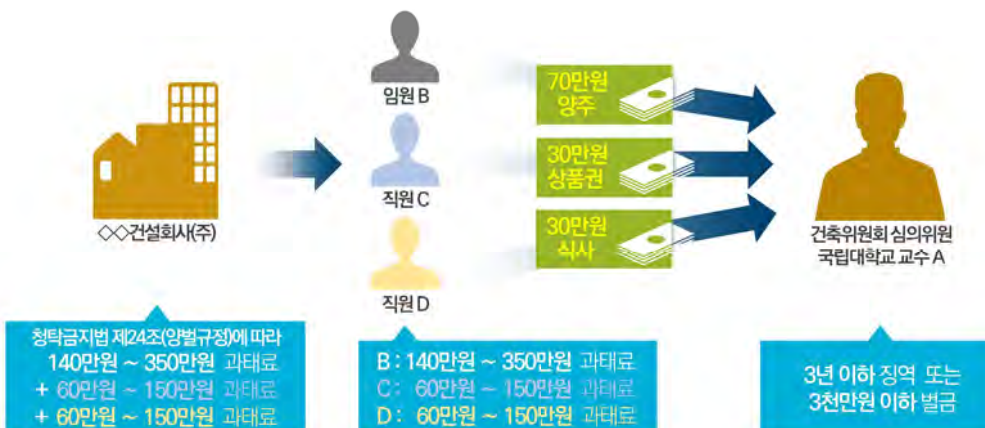 임원 B
직원 C
직원 D
◇◇건설회사(주)
70만원
양주
30만원
상품권
30만원
식사
건축위원회 심의위원
국립대학교 교수 A
청탁금지법 제24조(양벌규정)에 따라
140만원 ~ 350만원 과태료
+ 60만원 ~ 150만원 과태료
+ 60만원 ~ 150만원 과태료
B : 140만원 ~ 350만원 과태료
C : 60만원 ~ 150만원 과태료
D : 60만원 ~ 150만원 과태료
3년 이하 징역 또는
3천만원 이하 벌금